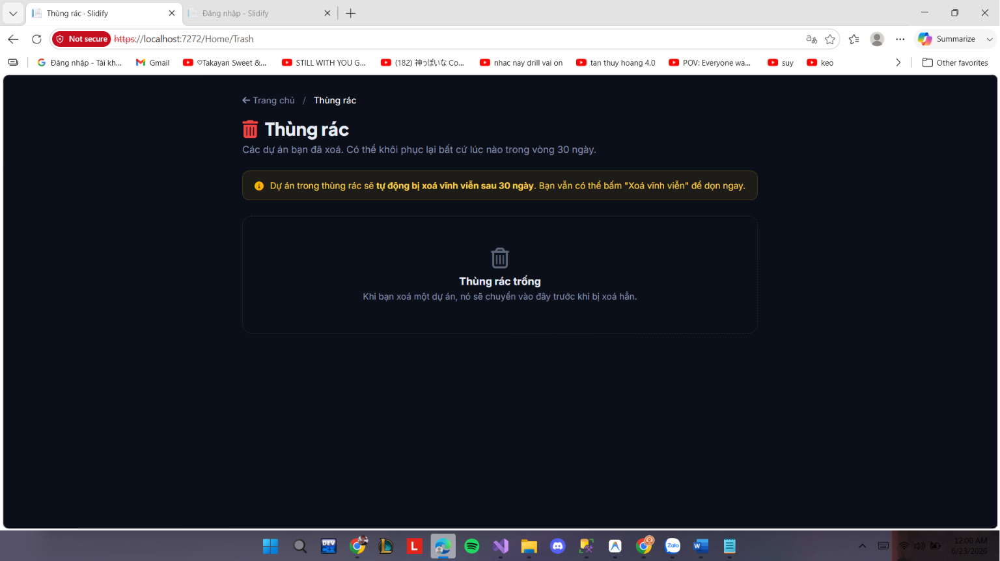 Thùng rác · Slidify
Đăng nhập - Slidify
Not secure
https://localhost:7272/Home/Trash
Summarize
Đăng nhập - Tài kh...
Gmail
♡Takayan Sweet &...
STILL WITH YOU G...
(182) 神っぽいな Co...
nhac nay drill vai on
tan thuy hoang 4.0
POV: Everyone wa...
suy
keo
Other favorites
← Trang chủ / Thùng rác
Thùng rác
Các dự án bạn đã xoá. Có thể khôi phục lại bất cứ lúc nào trong vòng 30 ngày.
Dự án trong thùng rác sẽ tự động bị xoá vĩnh viễn sau 30 ngày. Bạn vẫn có thể bấm "Xoá vĩnh viễn" để dọn ngay.
Thùng rác trống
Khi bạn xoá một dự án, nó sẽ chuyển vào đây trước khi bị xoá hẳn.
DEV
L
Zalo
W
12:00 AM
6/23/2026